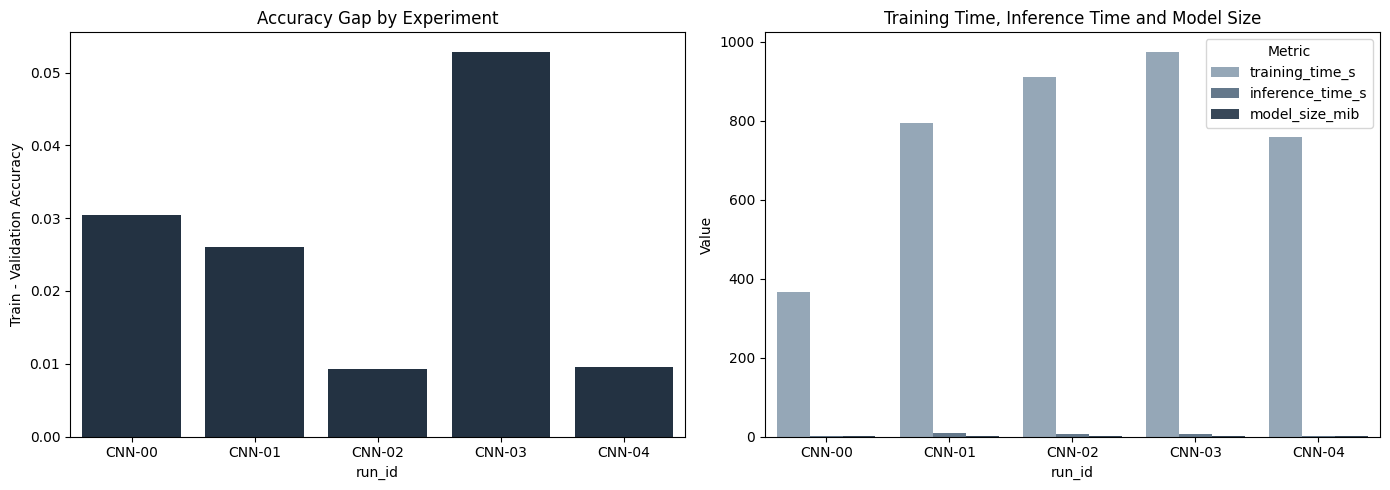 Accuracy Gap by Experiment
Train - Validation Accuracy
0.05
0.04
0.03
0.02
0.01
0.00
CNN-00 CNN-01 CNN-02 CNN-03 CNN-04
run_id
Training Time, Inference Time and Model Size
Value
1000
800
600
400
200
0
Metric
training_time_s
inference_time_s
model_size_mib
CNN-00 CNN-01 CNN-02 CNN-03 CNN-04
run_id